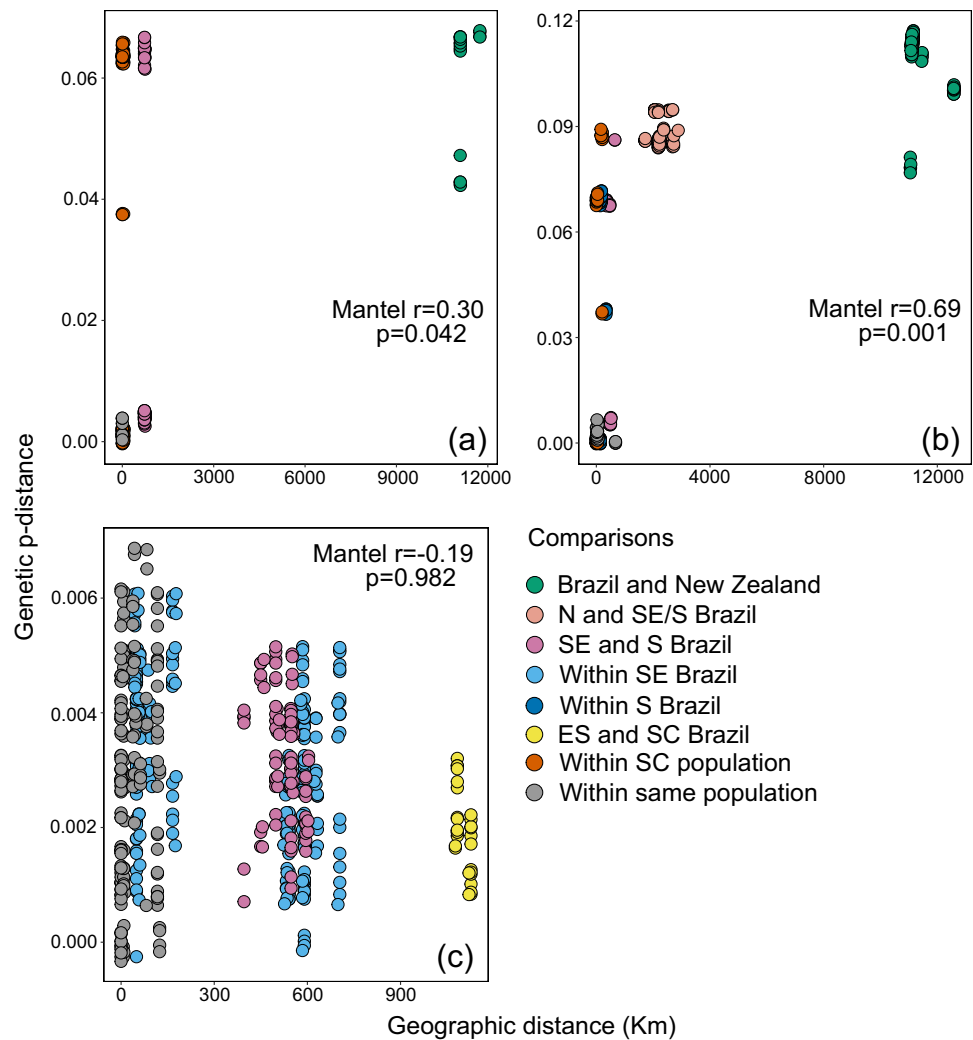 Genetic p-distance
0.06
0.04
0.02
0.00
Mantel r=0.30
p=0.042
(a)
0
3000
6000
9000
12000
0.12
0.09
0.06
0.03
0.00
Mantel r=0.69
p=0.001
(b)
0
4000
8000
12000
0.006
0.004
0.002
0.000
Mantel r=-0.19
p=0.982
(c)
0
300
600
900
Geographic distance (Km)
Comparisons
Brazil and New Zealand
N and SE/S Brazil
SE and S Brazil
Within SE Brazil
Within S Brazil
ES and SC Brazil
Within SC population
Within same population